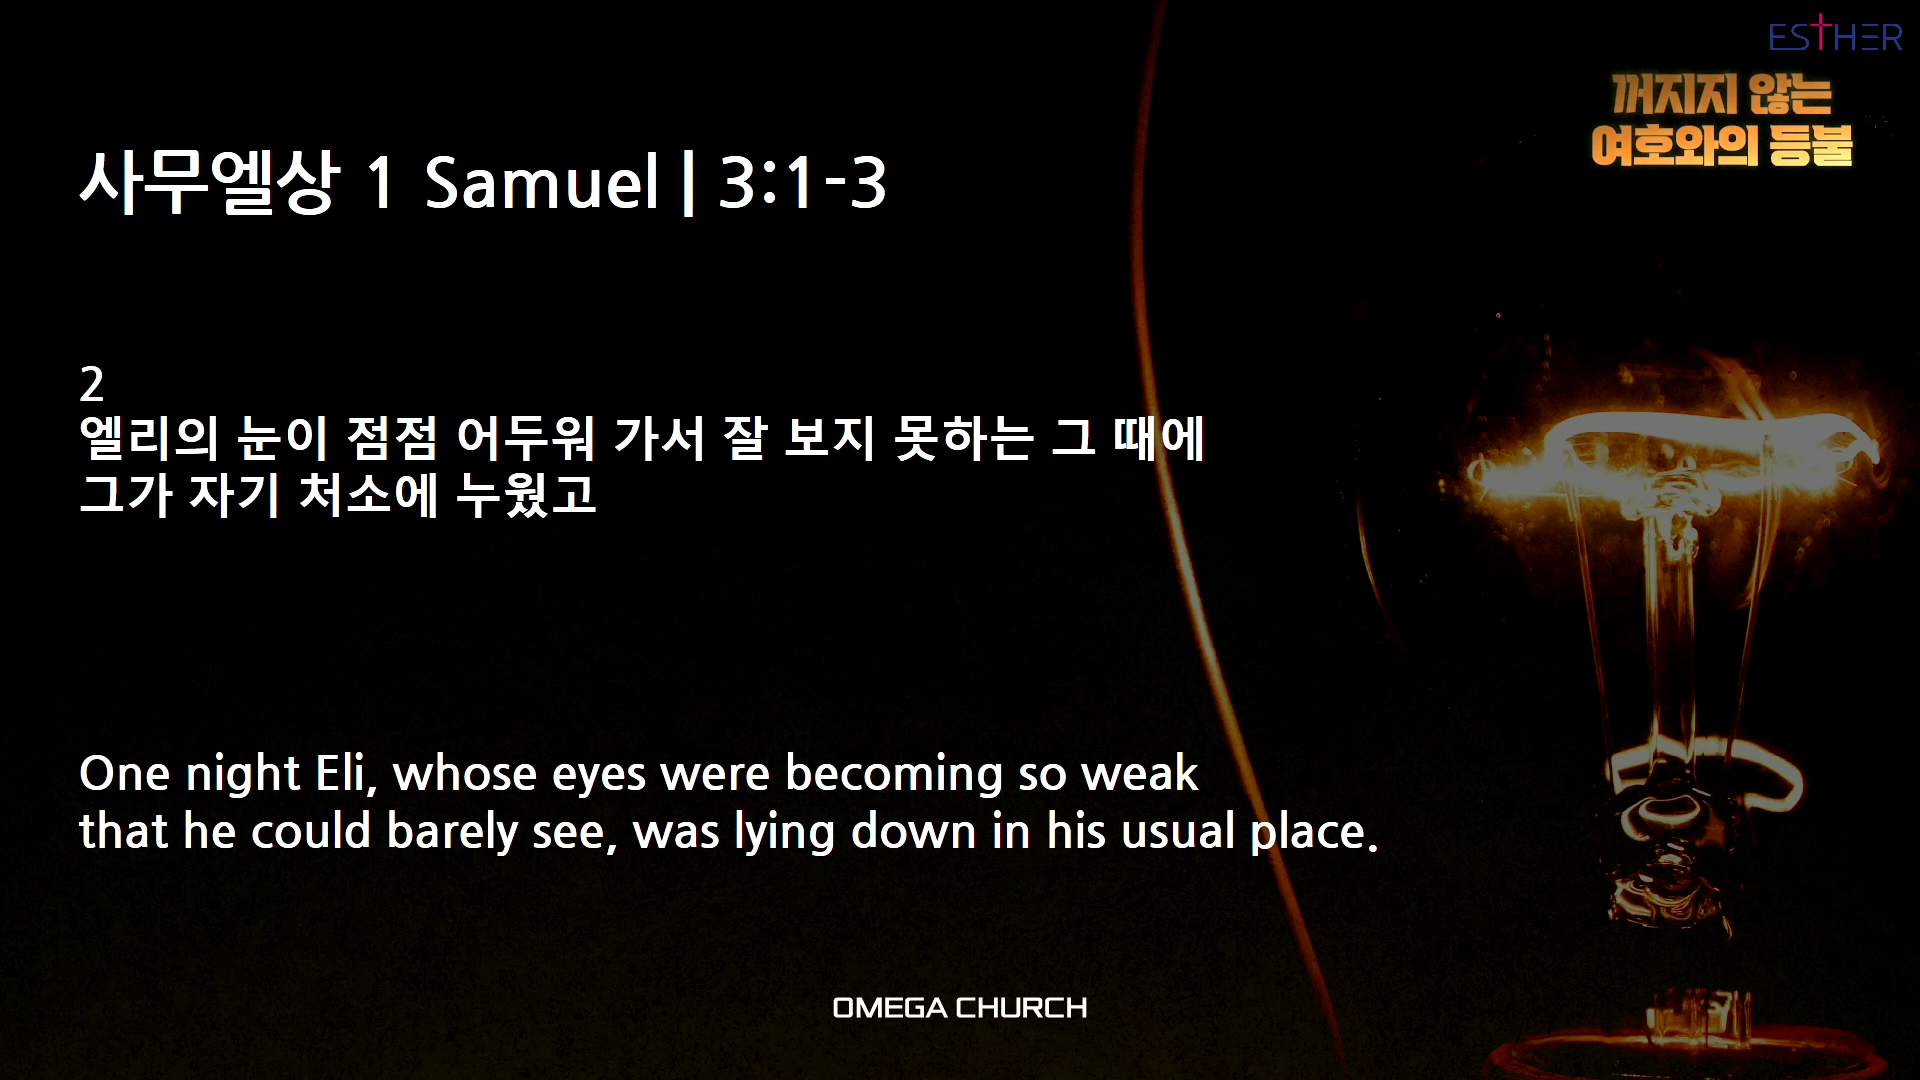 ESTHER
꺼지지 않는
여호와의 등불
사무엘상 1 Samuel | 3:1-3
2
엘리의 눈이 점점 어두워 가서 잘 보지 못하는 그 때에
그가 자기 처소에 누웠고
One night Eli, whose eyes were becoming so weak
that he could barely see, was lying down in his usual place.
OMEGA CHURCH